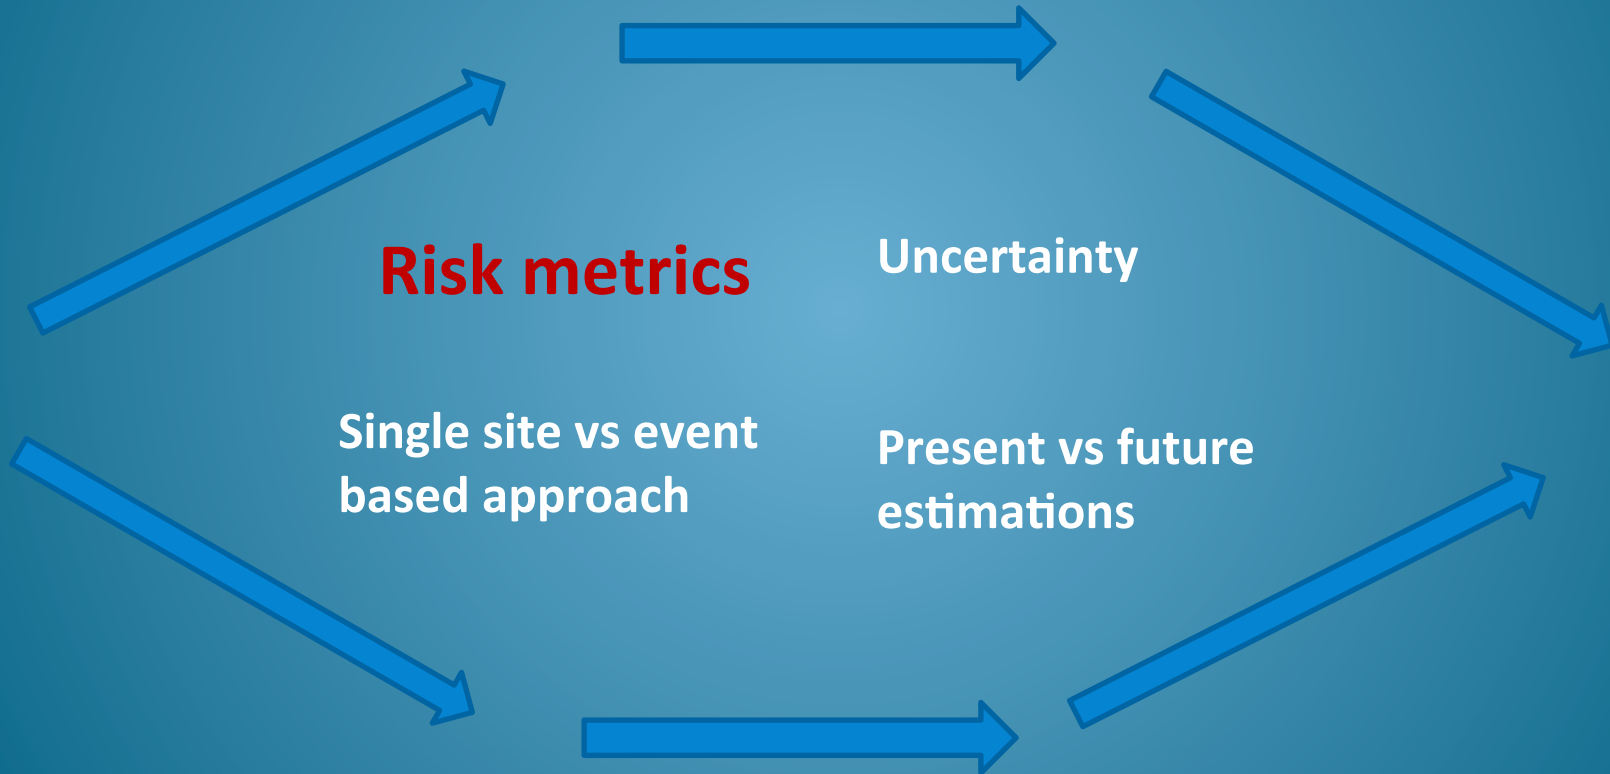 Risk metrics
Uncertainty
Single site vs event
based approach
Present vs future
estimations